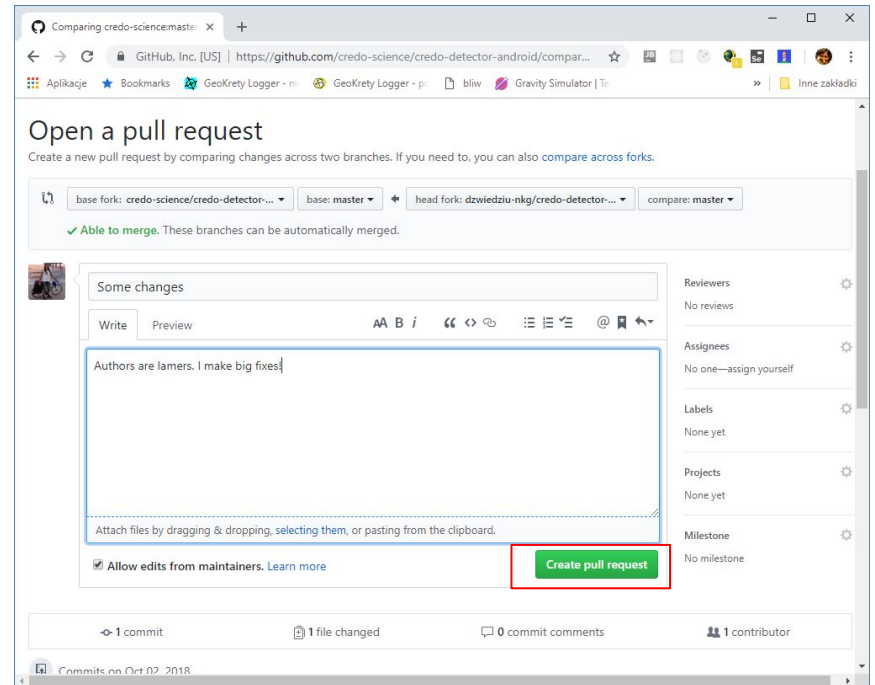 Comparing credo-science:master
GitHub, Inc. [US] | https://github.com/credo-science/credo-detector-android/compar...
Aplikacje Bookmarks GeoKrety Logger - GeoKrety Logger - bliw Gravity Simulator | Te » Inne zakładki
Open a pull request
Create a new pull request by comparing changes across two branches. If you need to, you can also compare across forks.
base fork: credo-science/credo-detector-... base: master head fork: dzwiedziu-nkg/credo-detector-... compare: master
Able to merge. These branches can be automatically merged.
Some changes
Write Preview AA B i
Authors are lamers. I make big fixes!
Attach files by dragging & dropping, selecting them, or pasting from the clipboard.
Allow edits from maintainers. Learn more Create pull request
Reviewers
No reviews
Assignees
No one—assign yourself
Labels
None yet
Projects
None yet
Milestone
No milestone
1 commit 1 file changed 0 commit comments 1 contributor
Commits on Oct 02, 2018